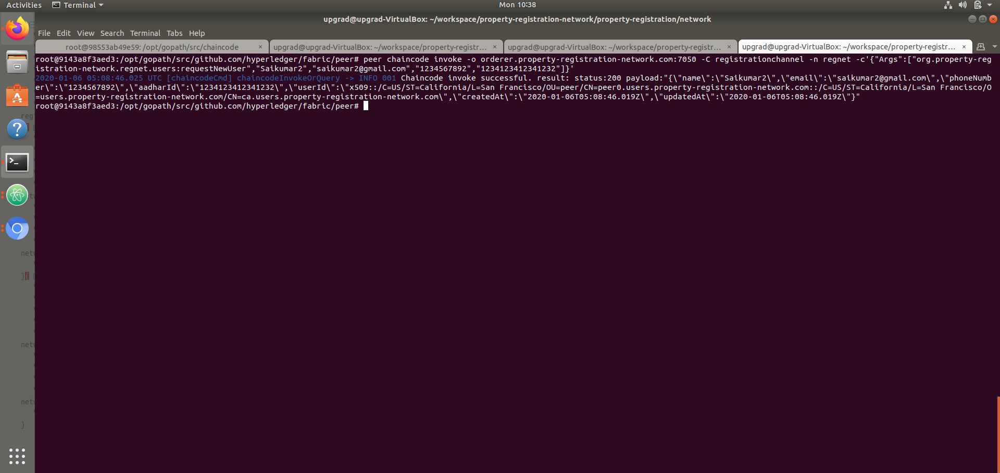 Activities Terminal Mon 10:38
upgrad@upgrad-VirtualBox: ~/workspace/property-registration-network/property-registration/network
File Edit View Search Terminal Tabs Help
root@98553ab49e59: /opt/gopath/src/chaincode × upgrad@upgrad-VirtualBox: ~/workspace/property-registr... × upgrad@upgrad-VirtualBox: ~/workspace/property-registr... × upgrad@upgrad-VirtualBox: ~/workspace/property-registr... ×
root@9143a8f3aed3:/opt/gopath/src/github.com/hyperledger/fabric/peer# peer chaincode invoke -o orderer.property-registration-network.com:7050 -C registrationchannel -n regnet -c'{"Args":["org.property-reg
istration-network.regnet.users:requestNewUser","Saikumar2","saikumar2@gmail.com","1234567892","1234123412341232"]}'
2020-01-06 05:08:46.025 UTC [chaincodeCmd] chaincodeInvokeOrQuery -> INFO 001 Chaincode invoke successful. result: status:200 payload:"{\"name\":\"Saikumar2\",\"email\":\"saikumar2@gmail.com\",\"phoneNumb
er\":\"1234567892\",\"aadharId\":\"1234123412341232\",\"userId\":\"x509::/C=US/ST=California/L=San Francisco/OU=peer/CN=peer0.users.property-registration-network.com::/C=US/ST=California/L=San Francisco/O
=users.property-registration-network.com/CN=ca.users.property-registration-network.com\",\"createdAt\":\"2020-01-06T05:08:46.019Z\",\"updatedAt\":\"2020-01-06T05:08:46.019Z\"}"
root@9143a8f3aed3:/opt/gopath/src/github.com/hyperledger/fabric/peer#